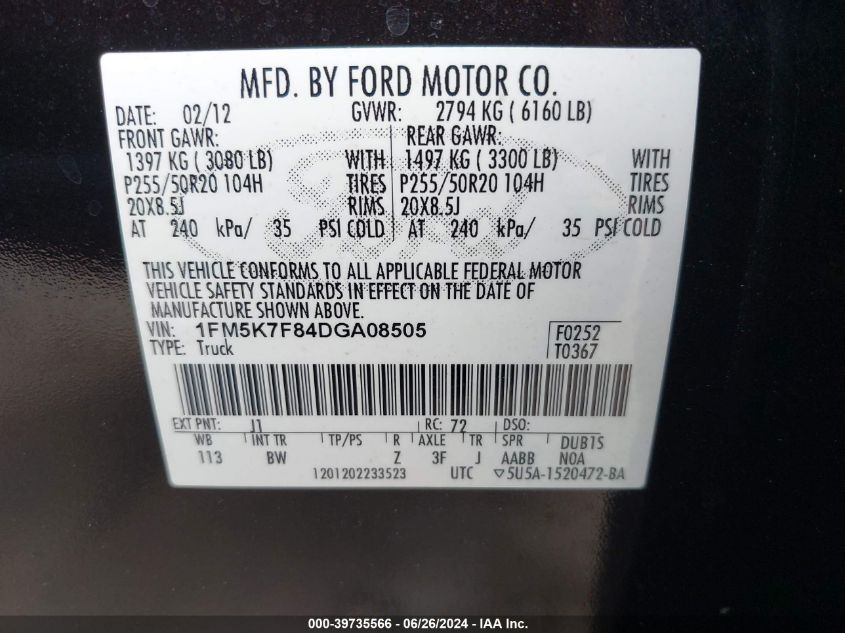 MFD. BY FORD MOTOR CO.
DATE: 02/12 GVWR: 2794 KG ( 6160 LB)
FRONT GAWR: REAR GAWR:
1397 KG ( 3080 LB) WITH 1497 KG ( 3300 LB) WITH
P255/50R20 104H TIRES P255/50R20 104H TIRES
20X8.5J RIMS 20X8.5J RIMS
AT 240 kPa/ 35 PSI COLD AT 240 kPa/ 35 PSI COLD
THIS VEHICLE CONFORMS TO ALL APPLICABLE FEDERAL MOTOR
VEHICLE SAFETY STANDARDS IN EFFECT ON THE DATE OF
MANUFACTURE SHOWN ABOVE.
VIN: 1FM5K7F84DGA08505 F0252
TYPE: Truck T0367
EXT PNT: J1 RC: 72 DSO:
WB INT TR TP/PS R AXLE TR SPR DUB1S
113 BW Z 3F J AABB N0A
1201202233523 UTC ▽5U5A-1520472-BA
000-39735566 - 06/26/2024 - IAA Inc.